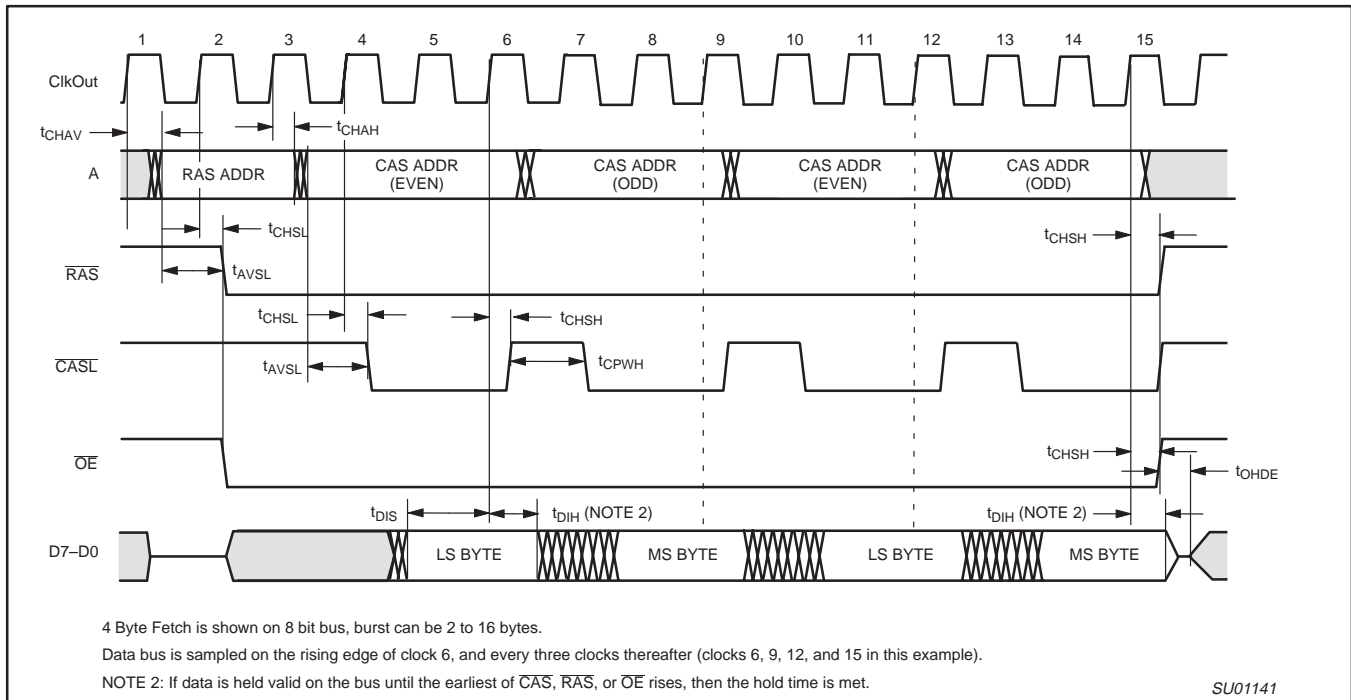 1 2 3 4 5 6 7 8 9 10 11 12 13 14 15
ClkOut
tCHAV
tCHAH
A
RAS ADDR
CAS ADDR
(EVEN)
CAS ADDR
(ODD)
CAS ADDR
(EVEN)
CAS ADDR
(ODD)
tCHSL
tCHSH
RAS
tAVSL
tCHSL
tCHSH
CASL
tAVSL
tCPWH
OE
tCHSH
tOHDE
tDIS
tDIH (NOTE 2)
tDIH (NOTE 2)
D7–D0
LS BYTE
MS BYTE
LS BYTE
MS BYTE
4 Byte Fetch is shown on 8 bit bus, burst can be 2 to 16 bytes.
Data bus is sampled on the rising edge of clock 6, and every three clocks thereafter (clocks 6, 9, 12, and 15 in this example).
NOTE 2: If data is held valid on the bus until the earliest of CAS, RAS, or OE rises, then the hold time is met.
SU01141